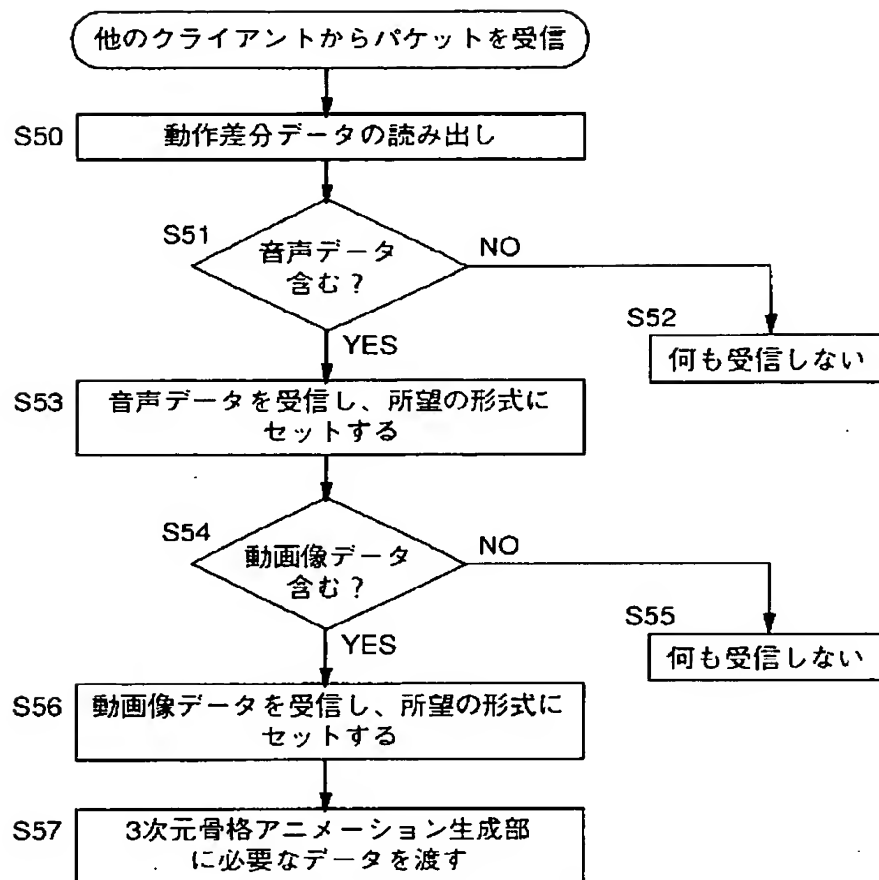 他のクライアントからパケットを受信
S50
動作差分データの読み出し
S51
音声データ
含む?
NO
S52
何も受信しない
YES
S53
音声データを受信し、所望の形式に
セットする
S54
動画像データ
含む?
NO
S55
何も受信しない
YES
S56
動画像データを受信し、所望の形式に
セットする
S57
3次元骨格アニメーション生成部
に必要なデータを渡す